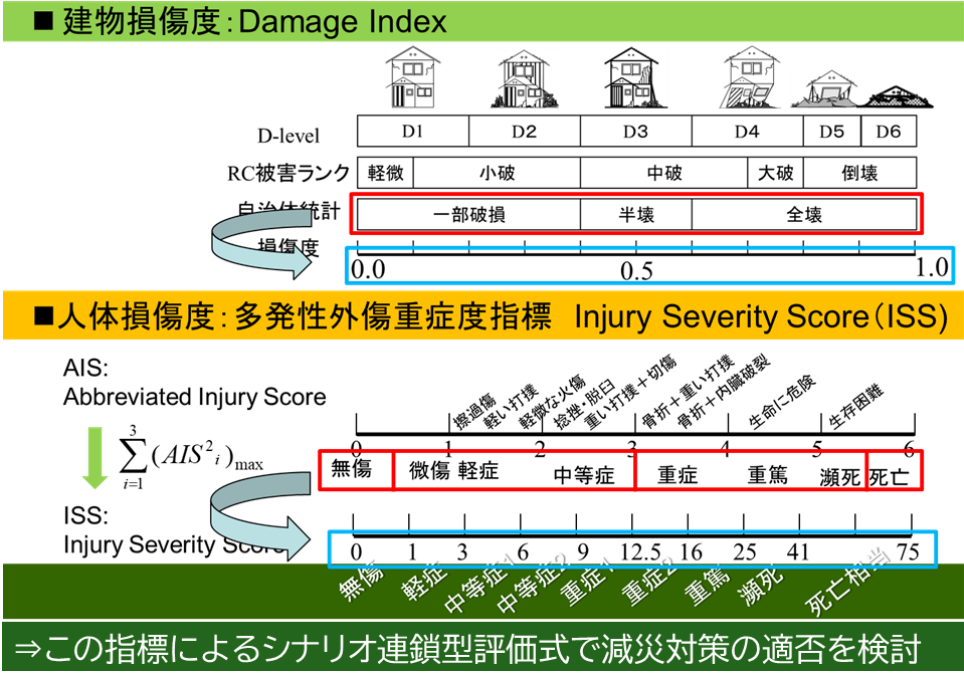 ■ 建物損傷度：Damage Index
D-level D1 D2 D3 D4 D5 D6
RC被害ランク 軽微 小破 中破 大破 倒壊
自治体統計 一部破損 半壊 全壊
損傷度
0.0 0.5 1.0
■人体損傷度：多発性外傷重症度指標 Injury Severity Score（ISS）
AIS:
Abbreviated Injury Score
擦過傷 軽い打撲 軽微な火傷 捻挫・脱臼 重い打撲＋切傷 骨折＋重い打撲 骨折＋内臓破裂 生命に危険 生存困難
0 1 2 3 4 5 6
無傷 微傷 軽症 中等症 重症 重篤 瀕死 死亡
3
∑(AIS²i)max
i=1
ISS:
Injury Severity Score
0 1 3 6 9 12.5 16 25 41 75
無傷 軽症 中等症1 中等症2 重症1 重症2 重篤 瀕死 死亡相当
⇒この指標によるシナリオ連鎖型評価式で減災対策の適否を検討